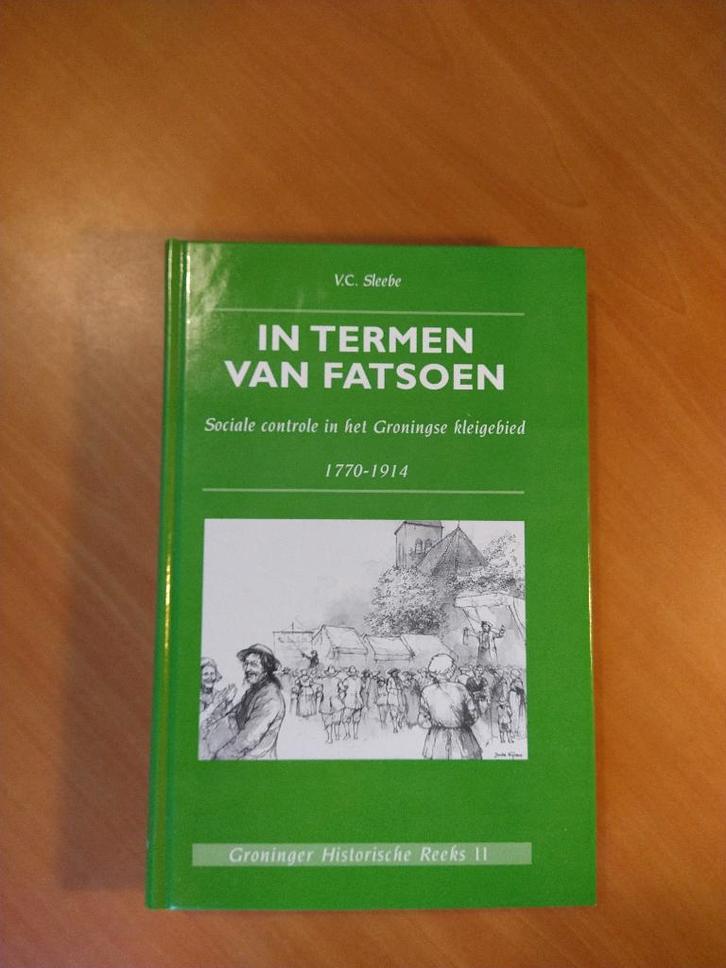 V.C. Sleebe
IN TERMEN
VAN FATSOEN
Sociale controle in het Groningse kleigebied
1770-1914
Groninger Historische Reeks 11